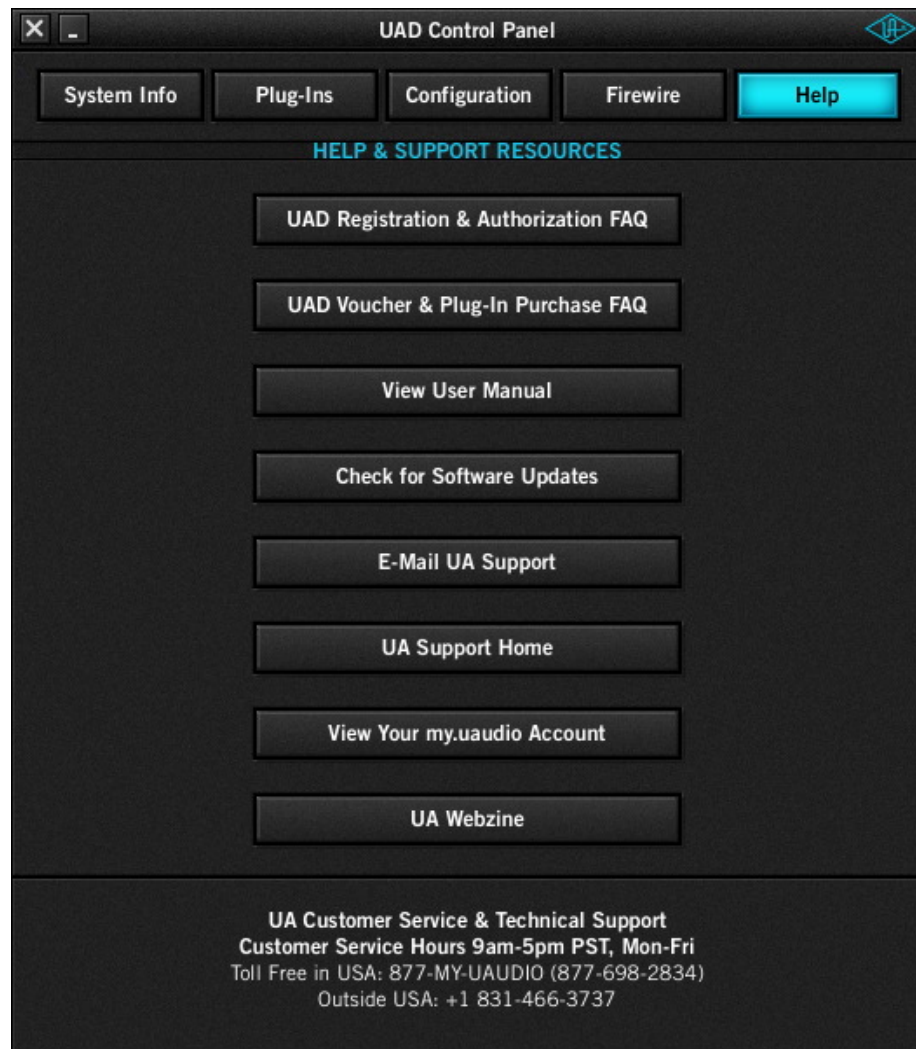 UAD Control Panel
System Info
Plug-Ins
Configuration
Firewire
Help
HELP & SUPPORT RESOURCES
UAD Registration & Authorization FAQ
UAD Voucher & Plug-In Purchase FAQ
View User Manual
Check for Software Updates
E-Mail UA Support
UA Support Home
View Your my.uaudio Account
UA Webzine
UA Customer Service & Technical Support
Customer Service Hours 9am-5pm PST, Mon-Fri
Toll Free in USA: 877-MY-UAUDIO (877-698-2834)
Outside USA: +1 831-466-3737